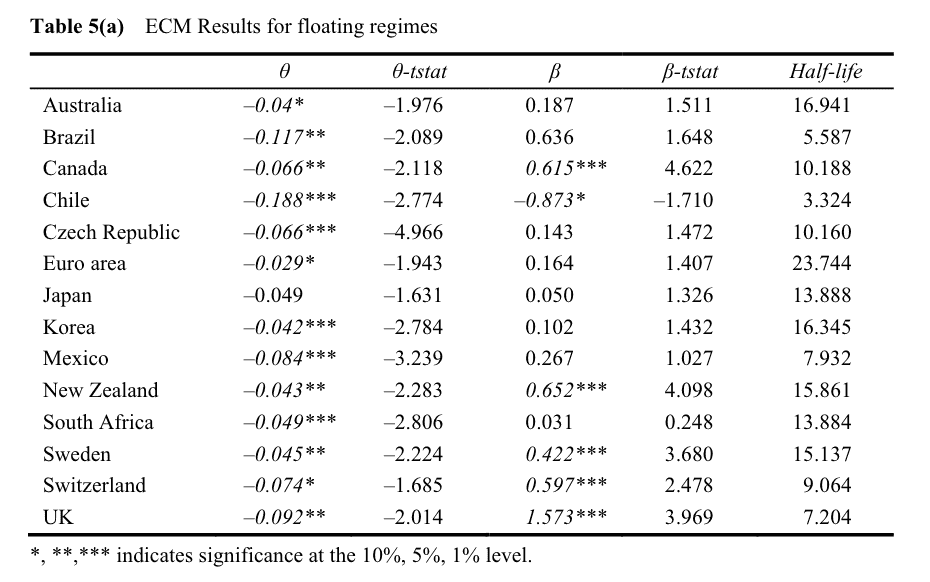 Table 5(a) ECM Results for floating regimes
θ θ-tstat β β-tstat Half-life
Australia –0.04* –1.976 0.187 1.511 16.941
Brazil –0.117** –2.089 0.636 1.648 5.587
Canada –0.066** –2.118 0.615*** 4.622 10.188
Chile –0.188*** –2.774 –0.873* –1.710 3.324
Czech Republic –0.066*** –4.966 0.143 1.472 10.160
Euro area –0.029* –1.943 0.164 1.407 23.744
Japan –0.049 –1.631 0.050 1.326 13.888
Korea –0.042*** –2.784 0.102 1.432 16.345
Mexico –0.084*** –3.239 0.267 1.027 7.932
New Zealand –0.043** –2.283 0.652*** 4.098 15.861
South Africa –0.049*** –2.806 0.031 0.248 13.884
Sweden –0.045** –2.224 0.422*** 3.680 15.137
Switzerland –0.074* –1.685 0.597*** 2.478 9.064
UK –0.092** –2.014 1.573*** 3.969 7.204
*, **,*** indicates significance at the 10%, 5%, 1% level.